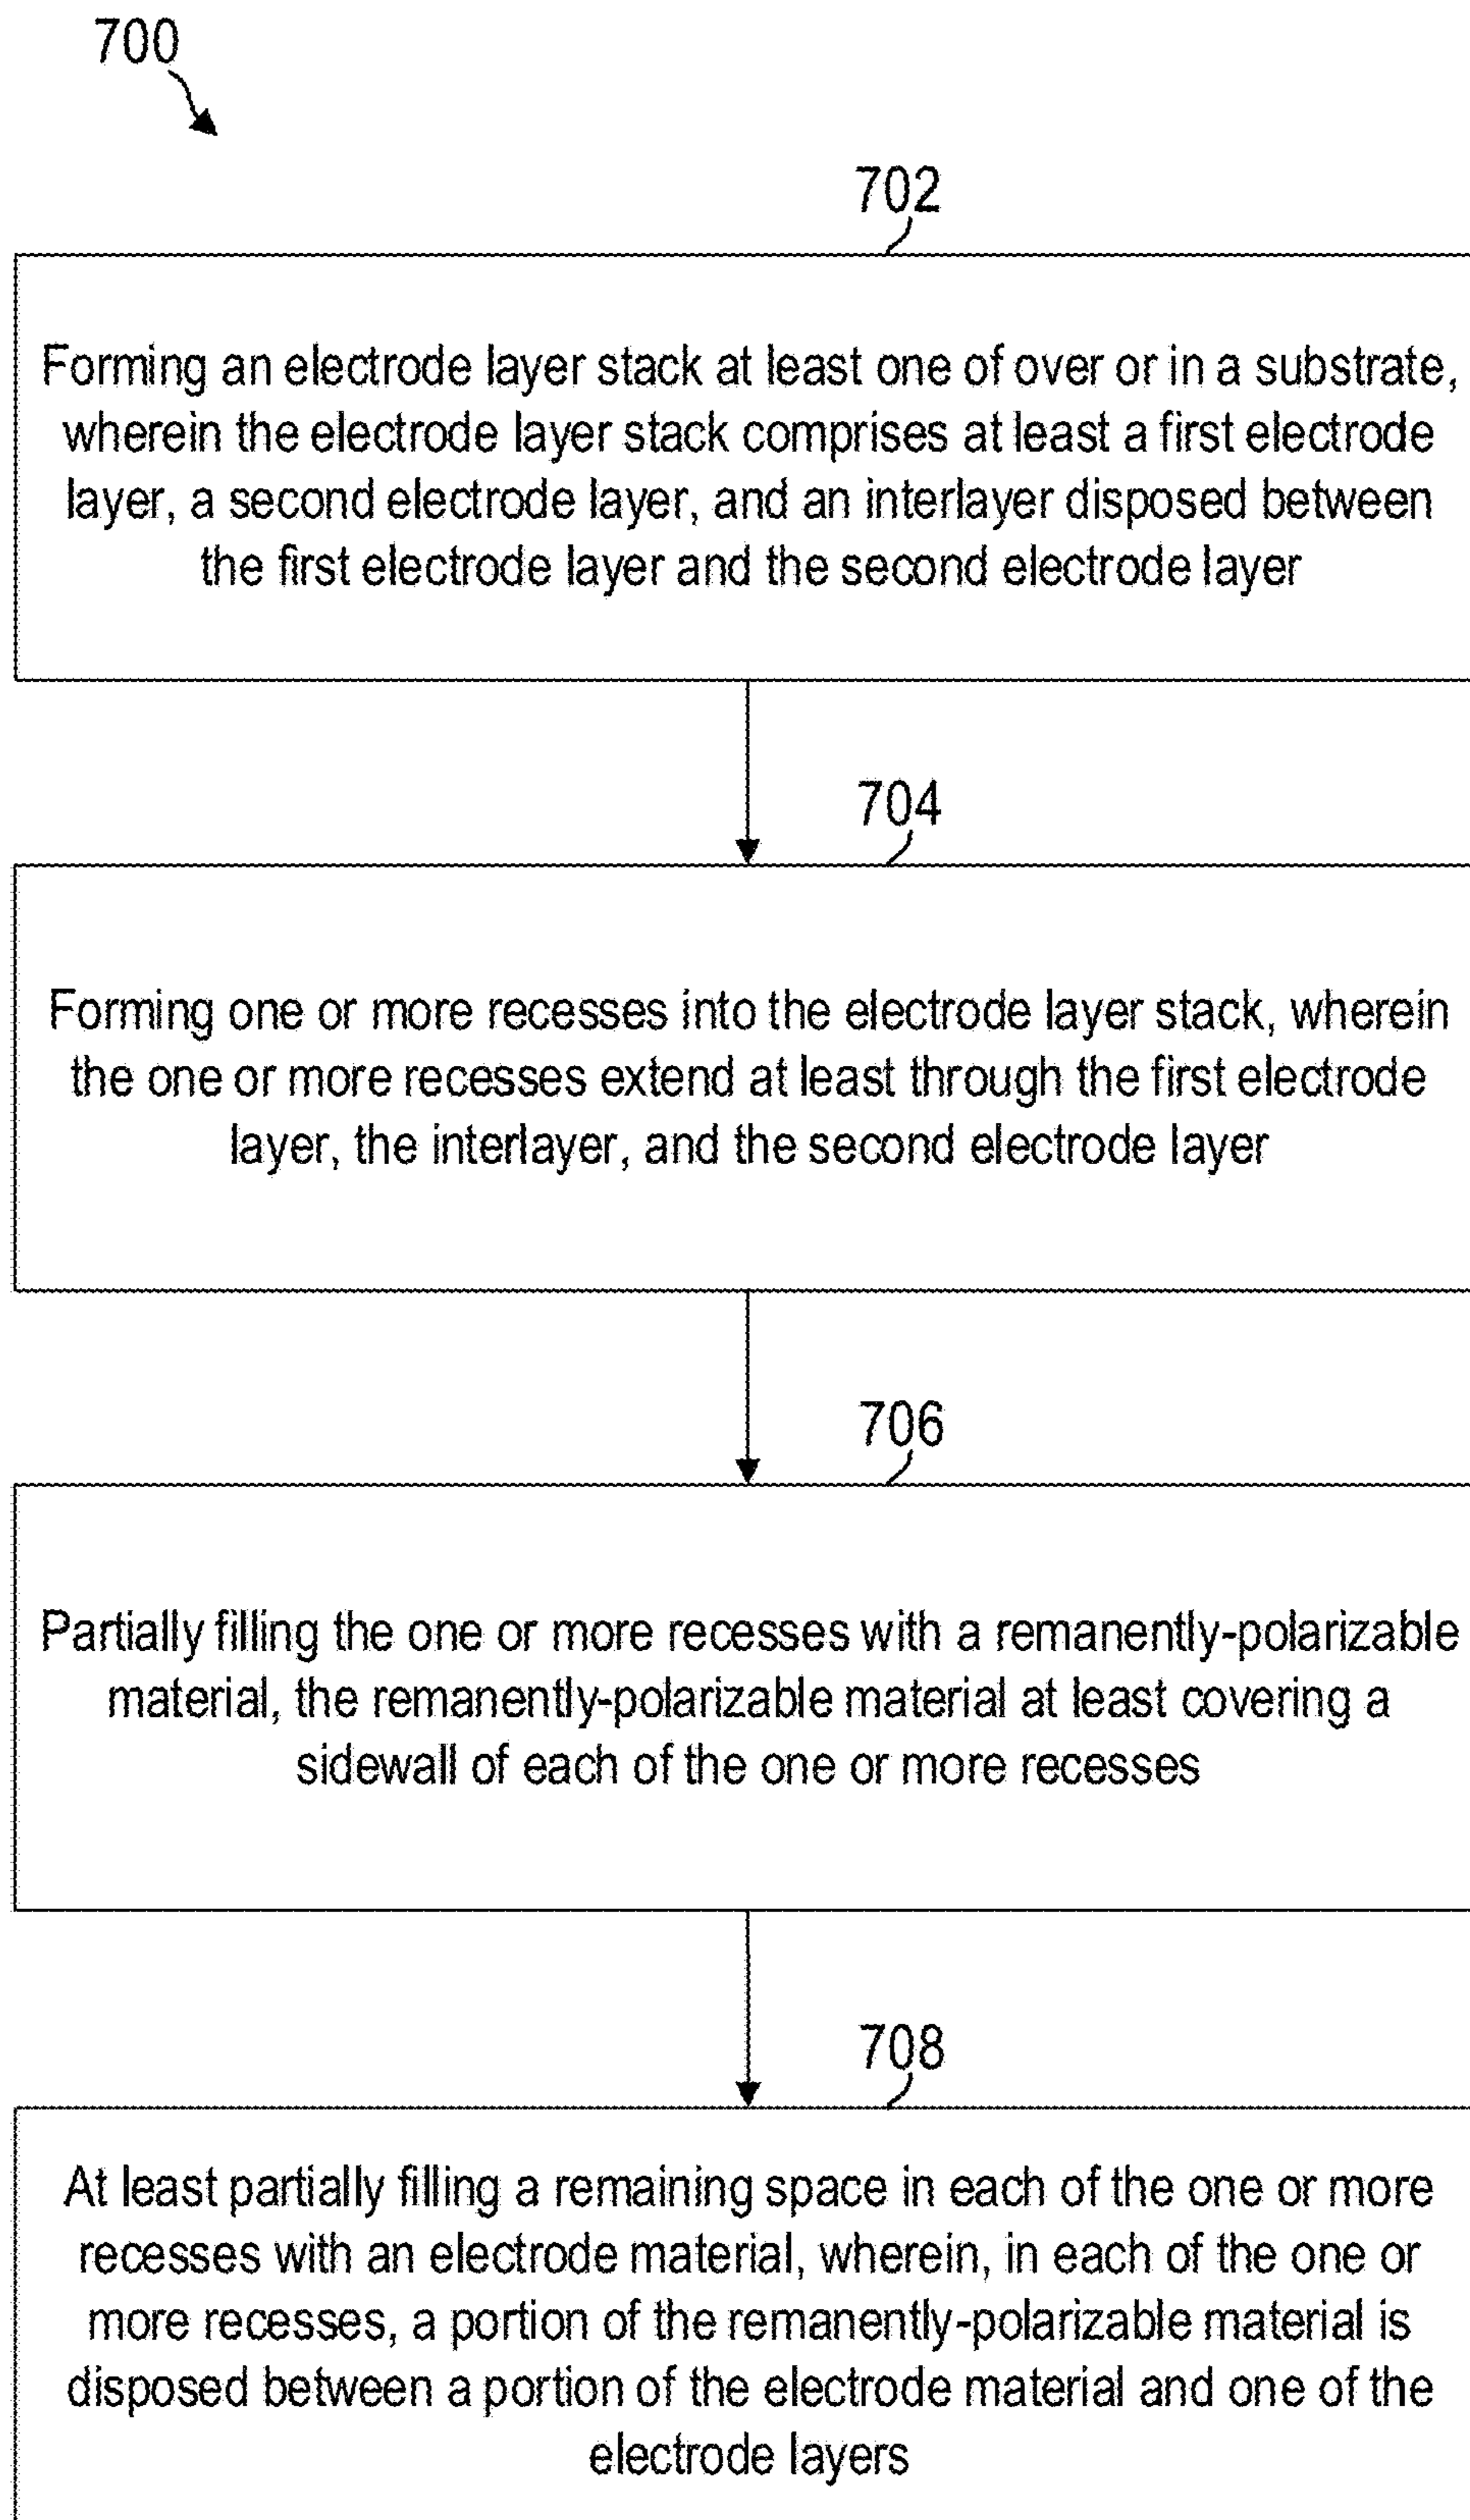 700
702
Forming an electrode layer stack at least one of over or in a substrate,
wherein the electrode layer stack comprises at least a first electrode
layer, a second electrode layer, and an interlayer disposed between
the first electrode layer and the second electrode layer
704
Forming one or more recesses into the electrode layer stack, wherein
the one or more recesses extend at least through the first electrode
layer, the interlayer, and the second electrode layer
706
Partially filling the one or more recesses with a remanently-polarizable
material, the remanently-polarizable material at least covering a
sidewall of each of the one or more recesses
708
At least partially filling a remaining space in each of the one or more
recesses with an electrode material, wherein, in each of the one or
more recesses, a portion of the remanently-polarizable material is
disposed between a portion of the electrode material and one of the
electrode layers